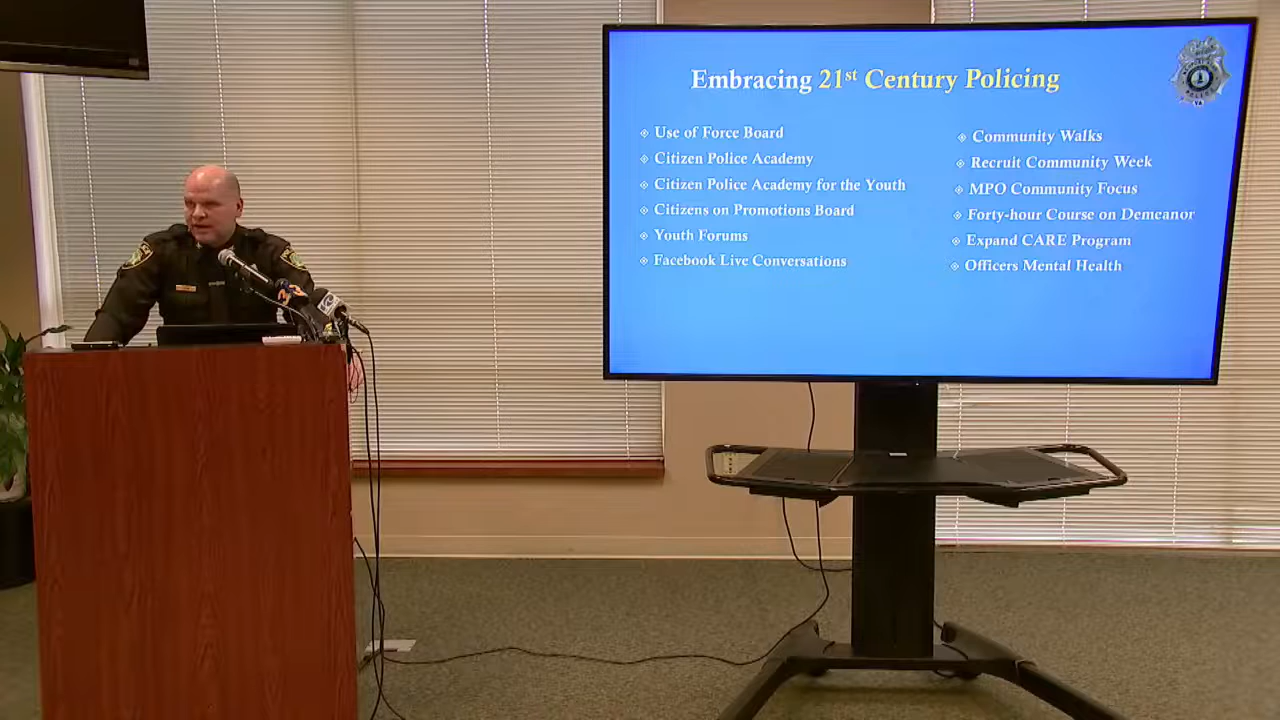 Embracing 21st Century Policing
Use of Force Board
Citizen Police Academy
Citizen Police Academy for the Youth
Citizens on Promotions Board
Youth Forums
Facebook Live Conversations
Community Walks
Recruit Community Week
MPO Community Focus
Forty-hour Course on Demeanor
Expand CARE Program
Officers Mental Health